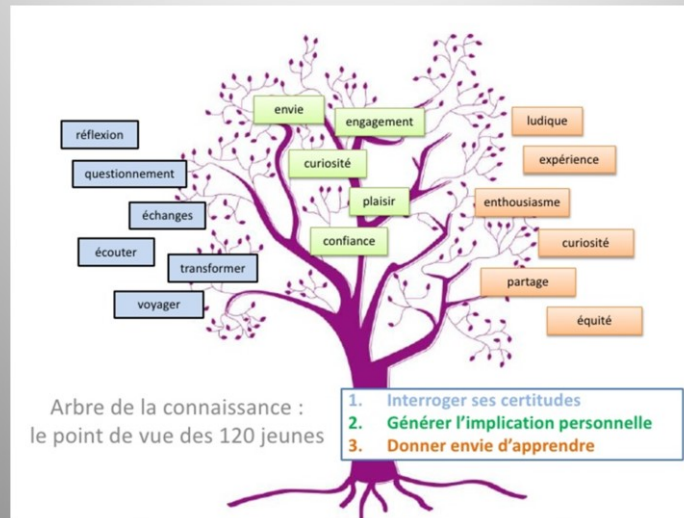 envie
engagement
ludique
réflexion
curiosité
expérience
questionnement
plaisir
enthousiasme
échanges
confiance
curiosité
écouter
transformer
partage
voyager
équité
Arbre de la connaissance :
le point de vue des 120 jeunes
1. Interroger ses certitudes
2. Générer l’implication personnelle
3. Donner envie d’apprendre